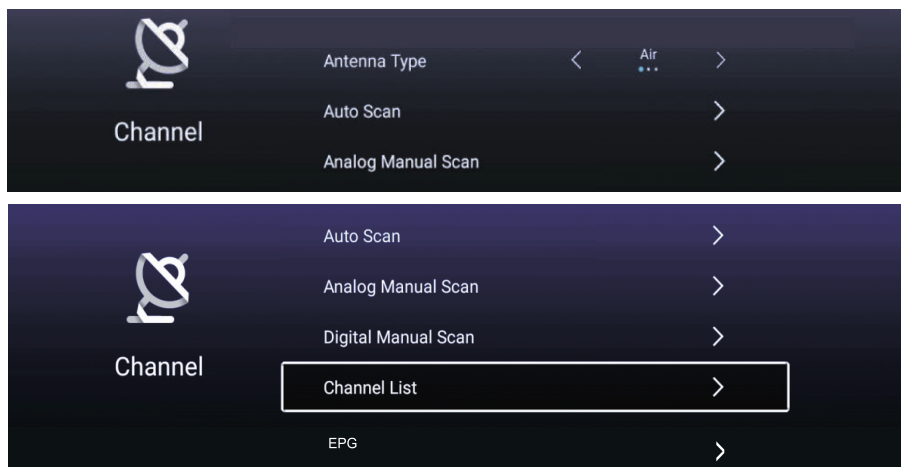 Antenna Type
Air
Auto Scan
Channel
Analog Manual Scan
Auto Scan
Analog Manual Scan
Digital Manual Scan
Channel
Channel List
EPG